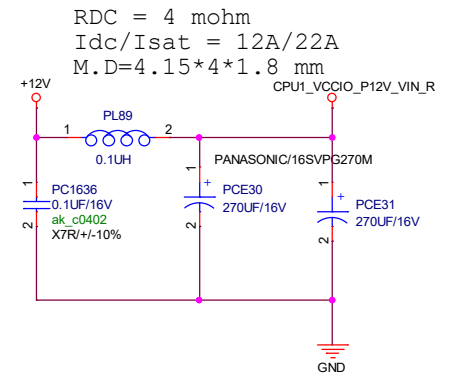 RDC = 4 mohm
Idc/Isat = 12A/22A
M.D=4.15*4*1.8 mm
+12V
CPU1_VCCIO_P12V_VIN_R
PL89
1
2
0.1UH
PANASONIC/16SVPG270M
1
PC1636
0.1UF/16V
ak_c0402
X7R/+/-10%
2
1
+
PCE30
270UF/16V
2
1
+
PCE31
270UF/16V
2
GND